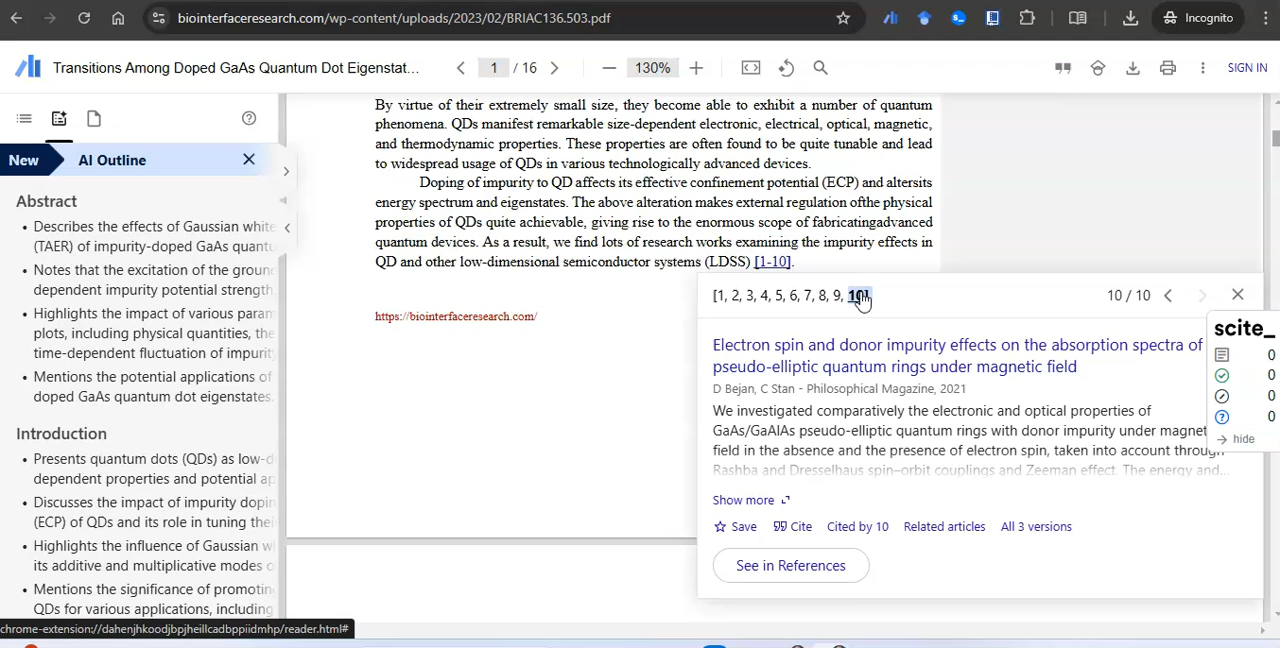 biointerfaceresearch.com/wp-content/uploads/2023/02/BRIAC136.503.pdf
Incognito
Transitions Among Doped GaAs Quantum Dot Eigenstat...
1 / 16
130%
SIGN IN
New
AI Outline
Abstract
• Describes the effects of Gaussian white
(TAER) of impurity-doped GaAs quant
• Notes that the excitation of the groun
dependent impurity potential strength.
• Highlights the impact of various param
plots, including physical quantities, the
time-dependent fluctuation of impurit
• Mentions the potential applications of
doped GaAs quantum dot eigenstates.
Introduction
• Presents quantum dots (QDs) as low-d
dependent properties and potential ap
• Discusses the impact of impurity dopin
(ECP) of QDs and its role in tuning thei
• Highlights the influence of Gaussian w
its additive and multiplicative modes o
• Mentions the significance of promotin
QDs for various applications, including
chrome-extension://dahenjhkoodjbpjheillcadbppiidmhp/reader.html#
By virtue of their extremely small size, they become able to exhibit a number of quantum
phenomena. QDs manifest remarkable size-dependent electronic, electrical, optical, magnetic,
and thermodynamic properties. These properties are often found to be quite tunable and lead
to widespread usage of QDs in various technologically advanced devices.
Doping of impurity to QD affects its effective confinement potential (ECP) and altersits
energy spectrum and eigenstates. The above alteration makes external regulation ofthe physical
properties of QDs quite achievable, giving rise to the enormous scope of fabricatingadvanced
quantum devices. As a result, we find lots of research works examining the impurity effects in
QD and other low-dimensional semiconductor systems (LDSS) [1-10].
https://biointerfaceresearch.com/
[1, 2, 3, 4, 5, 6, 7, 8, 9, 10]
10 / 10
Electron spin and donor impurity effects on the absorption spectra of
pseudo-elliptic quantum rings under magnetic field
D Bejan, C Stan - Philosophical Magazine, 2021
We investigated comparatively the electronic and optical properties of
GaAs/GaAlAs pseudo-elliptic quantum rings with donor impurity under magnet
field in the absence and the presence of electron spin, taken into account through
Rashba and Dresselhaus spin–orbit couplings and Zeeman effect. The energy and...
Show more
Save
Cite
Cited by 10
Related articles
All 3 versions
See in References
scite_
0
0
0
0
hide